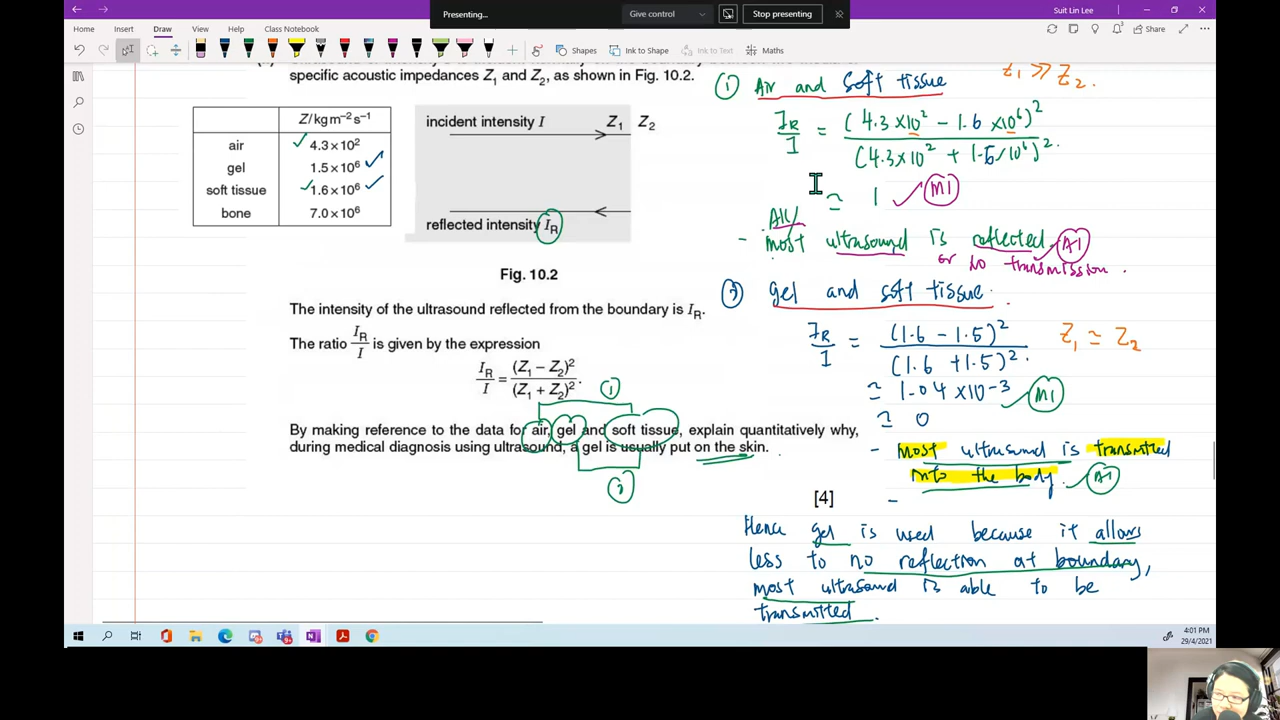 Suit Lin Lee
Presenting...
Give control
Stop presenting
Home
Insert
Draw
View
Help
Class Notebook
Share
Shapes
Ink to Shape
Ink to Text
Maths
specific acoustic impedances Z1 and Z2, as shown in Fig. 10.2.
Z/kg m−2 s−1
air 4.3 × 10²
gel 1.5 × 10⁶
soft tissue 1.6 × 10⁶
bone 7.0 × 10⁶
incident intensity I Z1 Z2
reflected intensity IR
Fig. 10.2
The intensity of the ultrasound reflected from the boundary is IR.
The ratio IR/I is given by the expression
IR/I = (Z1 − Z2)²/(Z1 + Z2)².
① 
By making reference to the data for air, gel and soft tissue, explain quantitatively why,
during medical diagnosis using ultrasound, a gel is usually put on the skin.
②
[4]
Z1 >> Z2.
① Air and soft tissue
IR/I = (4.3×10² − 1.6×10⁶)²/(4.3×10² + 1.6×10⁶)².
≃ 1 M1
All/
- most ultrasound is reflected A1
or no transmission.
② gel and soft tissue.
IR/I = (1.6 − 1.5)²/(1.6 + 1.5)². Z1 ≃ Z2
≃ 1.04 × 10−3 M1
≃ 0
- most ultrasound is transmitted
into the body. A1
-
Hence gel is used because it allows
less to no reflection at boundary,
most ultrasound is able to be
transmitted.
4:01 PM
29/4/2021